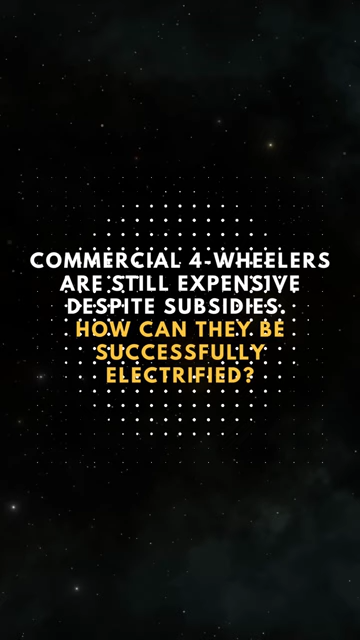 COMMERCIAL 4-WHEELERS
ARE STILL EXPENSIVE
DESPITE SUBSIDIES.
HOW CAN THEY BE
SUCCESSFULLY
ELECTRIFIED?